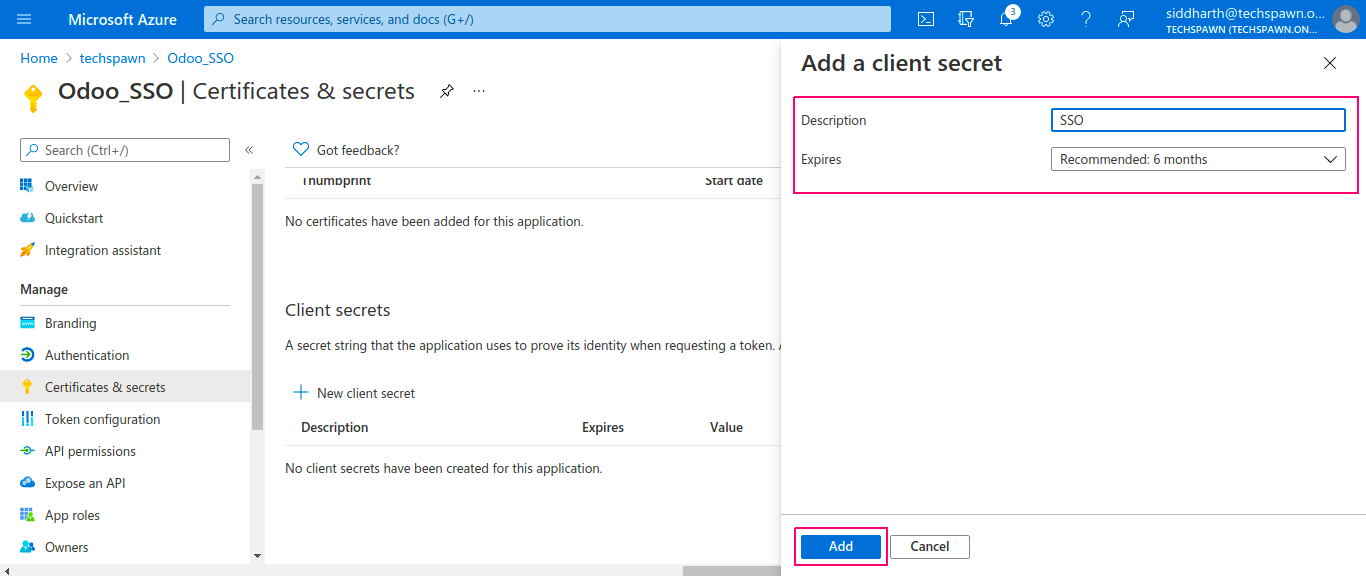 Microsoft Azure
Search resources, services, and docs (G+/)
3
siddharth@techspawn.o...
TECHSPAWN (TECHSPAWN.ON...
Home > techspawn > Odoo_SSO
Odoo_SSO | Certificates & secrets
...
Search (Ctrl+/)
«
Overview
Quickstart
Integration assistant
Manage
Branding
Authentication
Certificates & secrets
Token configuration
API permissions
Expose an API
App roles
Owners
Got feedback?
Thumbprint Start date
No certificates have been added for this application.
Client secrets
A secret string that the application uses to prove its identity when requesting a token.
New client secret
Description Expires Value
No client secrets have been created for this application.
Add a client secret
Description SSO
Expires Recommended: 6 months
Add Cancel